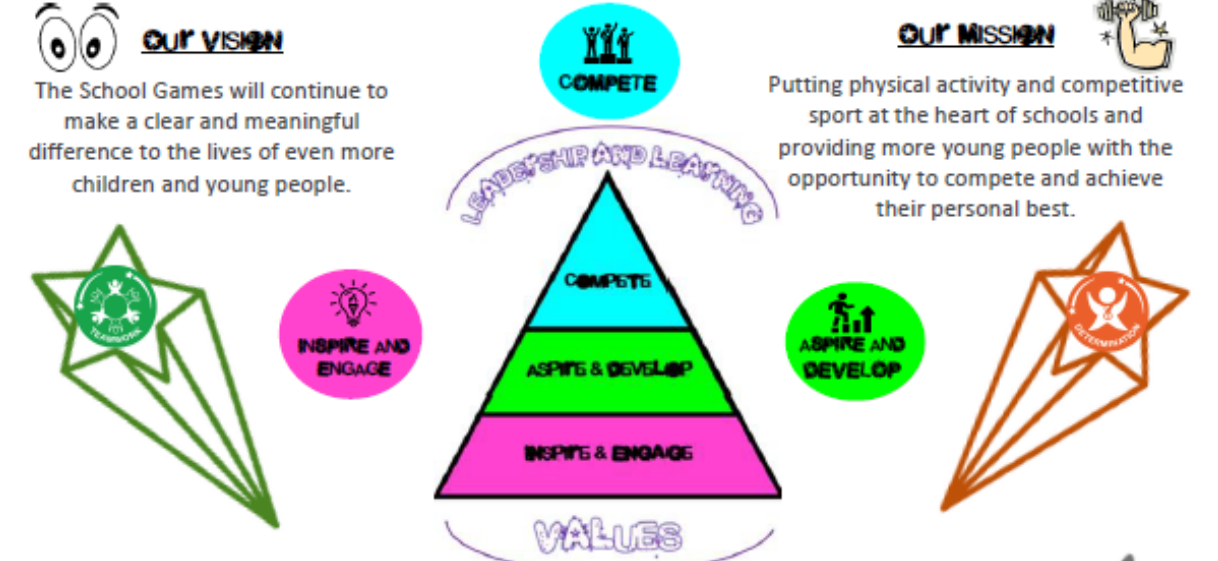 Our Vision
The School Games will continue to
make a clear and meaningful
difference to the lives of even more
children and young people.
COMPETE
Our Mission
Putting physical activity and competitive
sport at the heart of schools and
providing more young people with the
opportunity to compete and achieve
their personal best.
LEADERSHIP AND LEARNING
TEAMWORK
INSPIRE AND
ENGAGE
COMPETE
ASPIRE & DEVELOP
INSPIRE & ENGAGE
ASPIRE AND
DEVELOP
DETERMINATION
VALUES